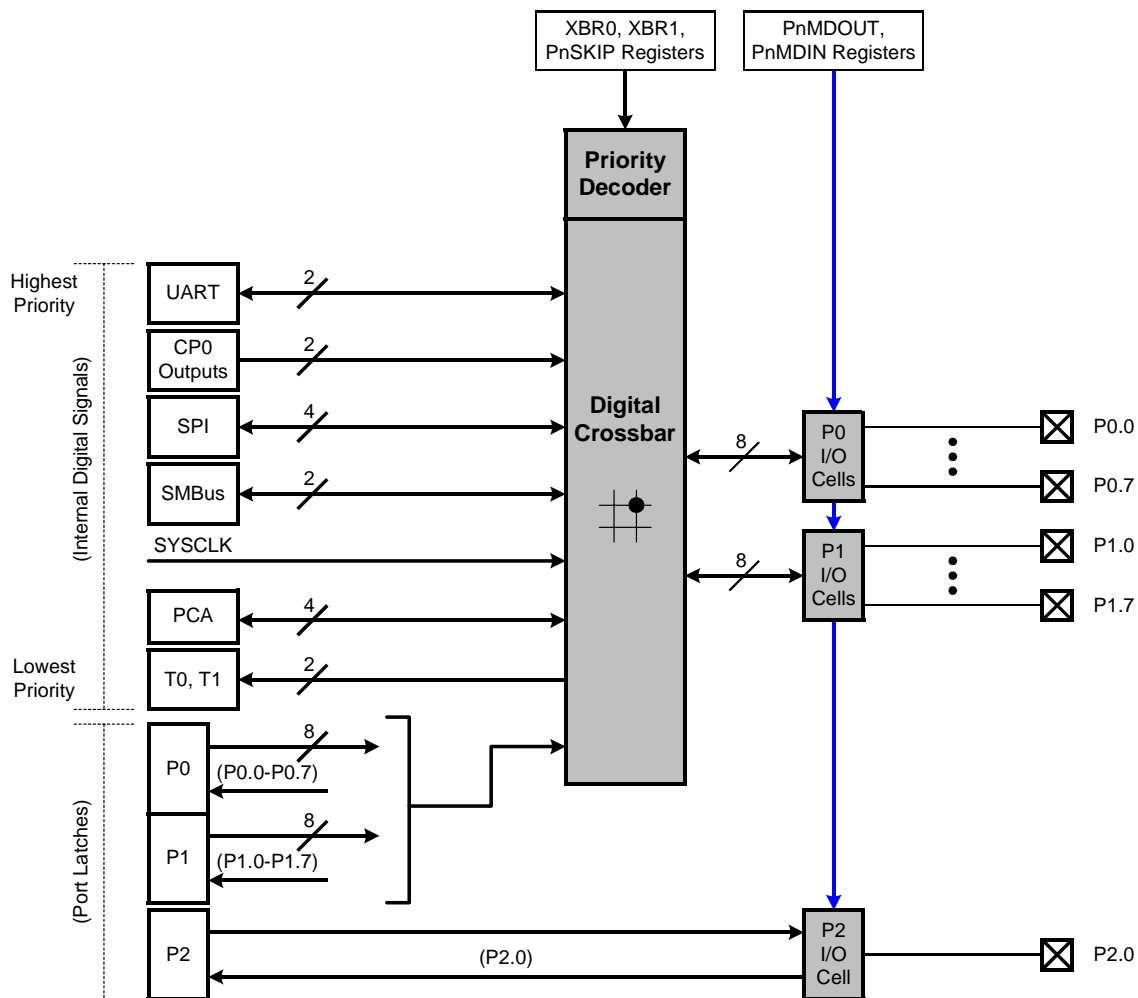 XBR0, XBR1,
PnSKIP Registers
PnMDOUT,
PnMDIN Registers
Priority
Decoder
Highest
Priority
UART
2
(Internal Digital Signals)
CP0
Outputs
2
SPI
4
Digital
Crossbar
8
P0
I/O
Cells
P0.0
P0.7
SMBus
2
SYSCLK
8
P1
I/O
Cells
P1.0
P1.7
PCA
4
Lowest
Priority
T0, T1
2
(Port Latches)
P0
8
(P0.0-P0.7)
P1
8
(P1.0-P1.7)
P2
(P2.0)
P2
I/O
Cell
P2.0